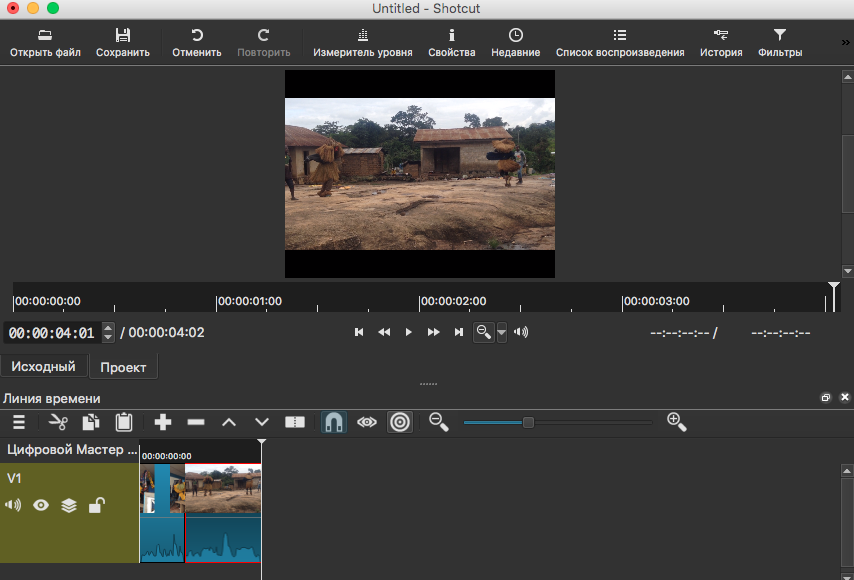 Untitled - Shotcut
Открыть файл Сохранить Отменить Повторить Измеритель уровня Свойства Недавние Список воспроизведения История Фильтры »
00:00:00:00 00:00:01:00 00:00:02:00 00:00:03:00
00:00:04:01 / 00:00:04:02 --:--:--:-- / --:--:--:--
Исходный Проект
Линия времени
Цифровой Мастер ... 00:00:00:00
V1